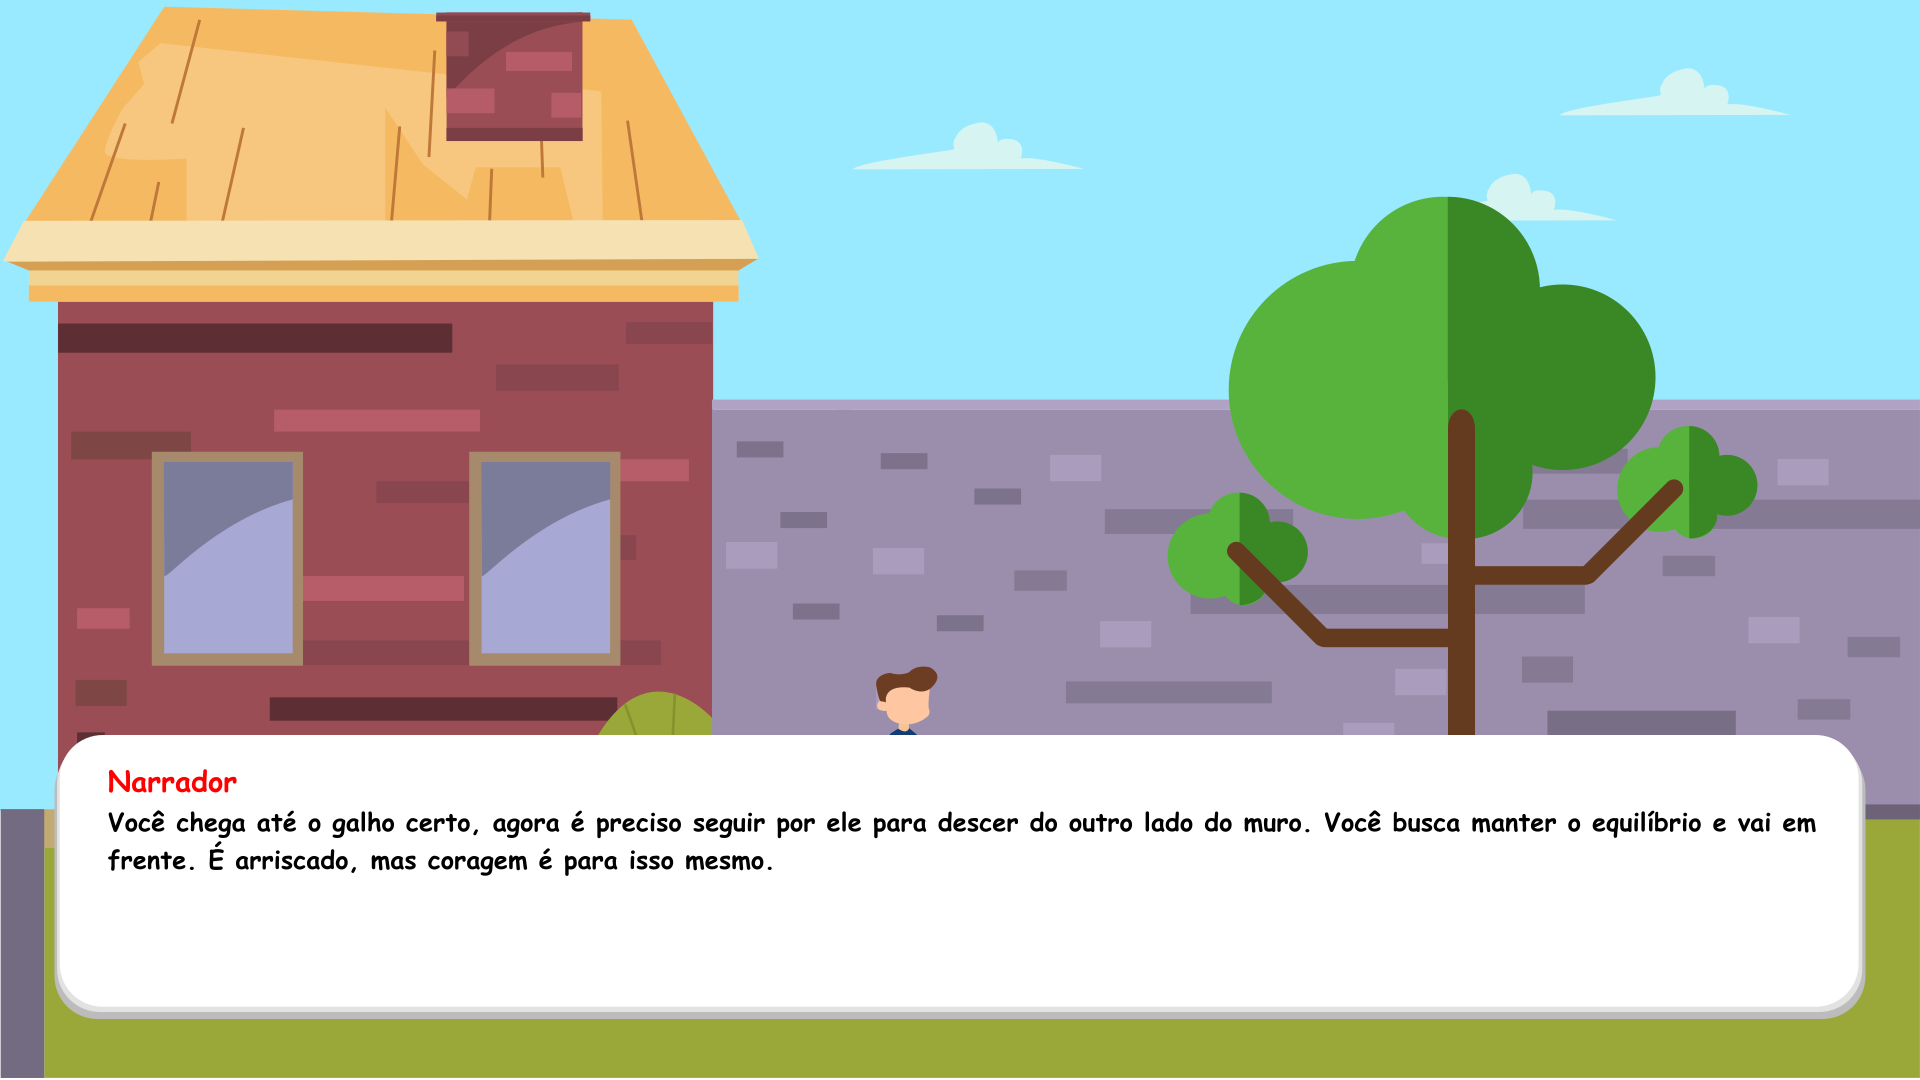 Narrador
Você chega até o galho certo, agora é preciso seguir por ele para descer do outro lado do muro. Você busca manter o equilíbrio e vai em
frente. É arriscado, mas coragem é para isso mesmo.